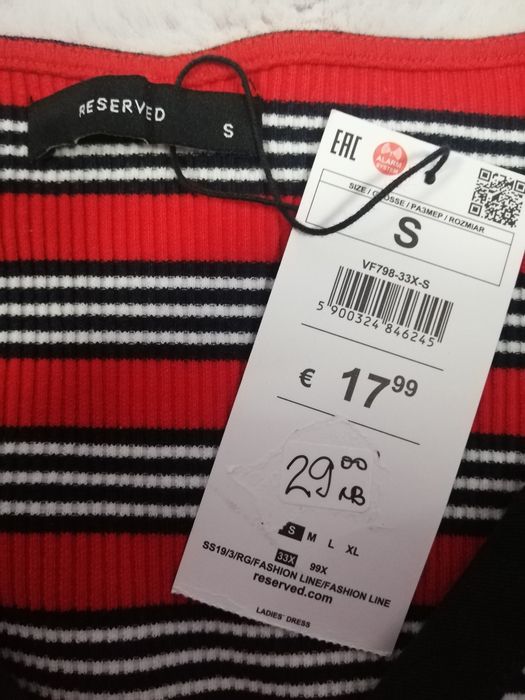 RESERVED
S
EAC
ALARM
SYSTEM
SIZE / GRÖSSE / РАЗМЕР / ROZMIAR
S
VF798-33X-S
5 900324 846245
€ 17 99
29 00
лв
S M L XL
33X 99X
SS19/3/RG/FASHION LINE/FASHION LINE
reserved.com
LADIES` DRESS